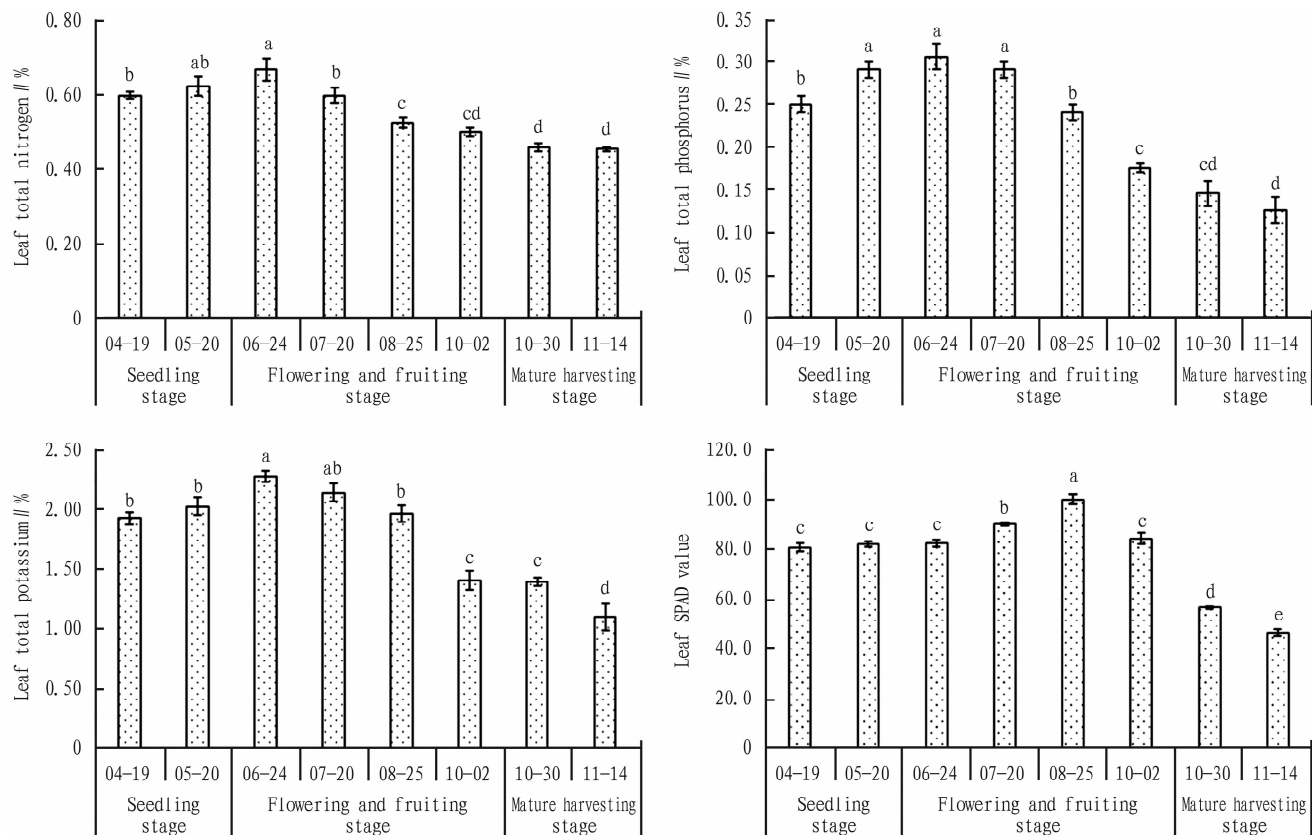 Leaf total nitrogen∥%
0.80
0.60
0.40
0.20
0
b
ab
a
b
c
cd
d
d
04—19
05—20
06—24
07—20
08—25
10—02
10—30
11—14
Seedling
stage
Flowering and fruiting
stage
Mature harvesting
stage
Leaf total phosphorus∥%
0.35
0.30
0.25
0.20
0.15
0.10
0.05
0
b
a
a
a
b
c
cd
d
04—19
05—20
06—24
07—20
08—25
10—02
10—30
11—14
Seedling
stage
Flowering and fruiting
stage
Mature harvesting
stage
Leaf total potassium∥%
2.50
2.00
1.50
1.00
0.50
0
b
b
a
ab
b
c
c
d
04—19
05—20
06—24
07—20
08—25
10—02
10—30
11—14
Seedling
stage
Flowering and fruiting
stage
Mature harvesting
stage
Leaf SPAD value
120.0
100.0
80.0
60.0
40.0
20.0
0
c
c
c
b
a
c
d
e
04—19
05—20
06—24
07—20
08—25
10—02
10—30
11—14
Seedling
stage
Flowering and fruiting
stage
Mature harvesting
stage